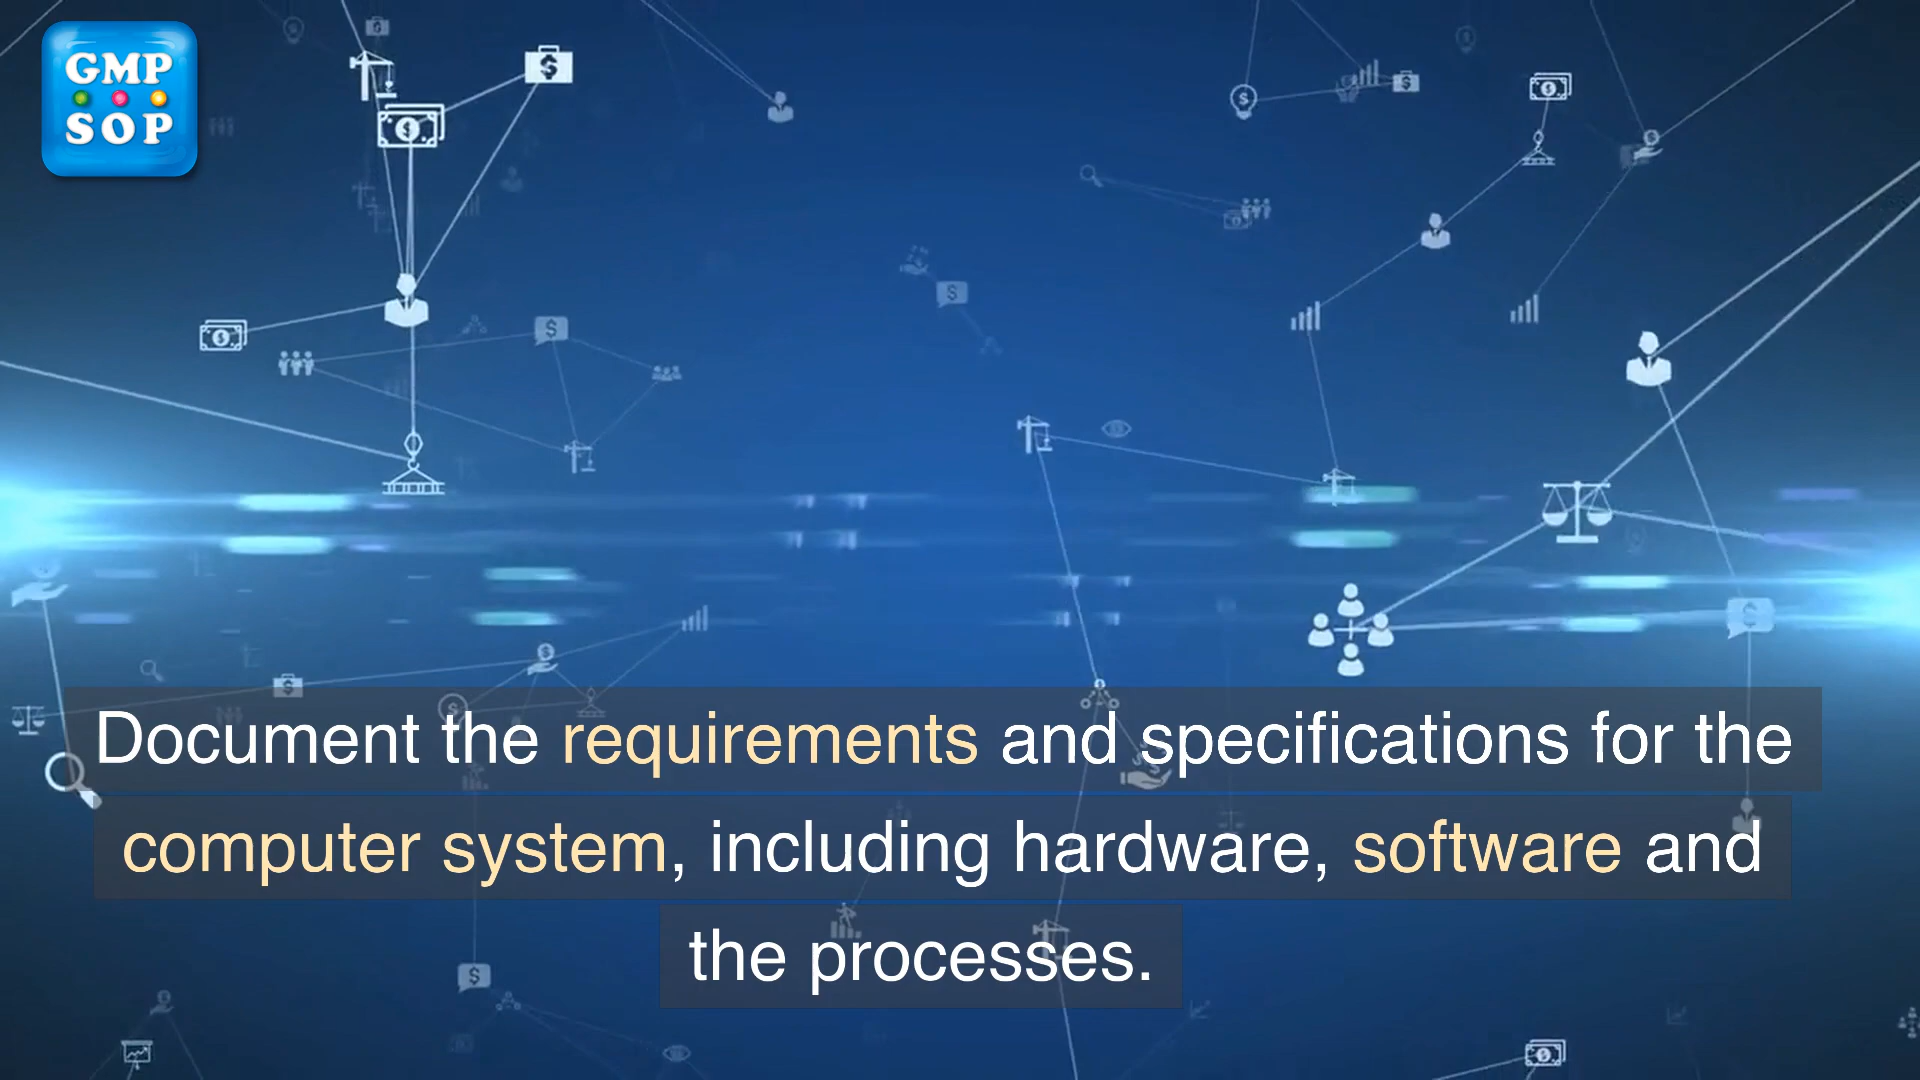 GMP
SOP
Document the requirements and specifications for the
computer system, including hardware, software and
the processes.